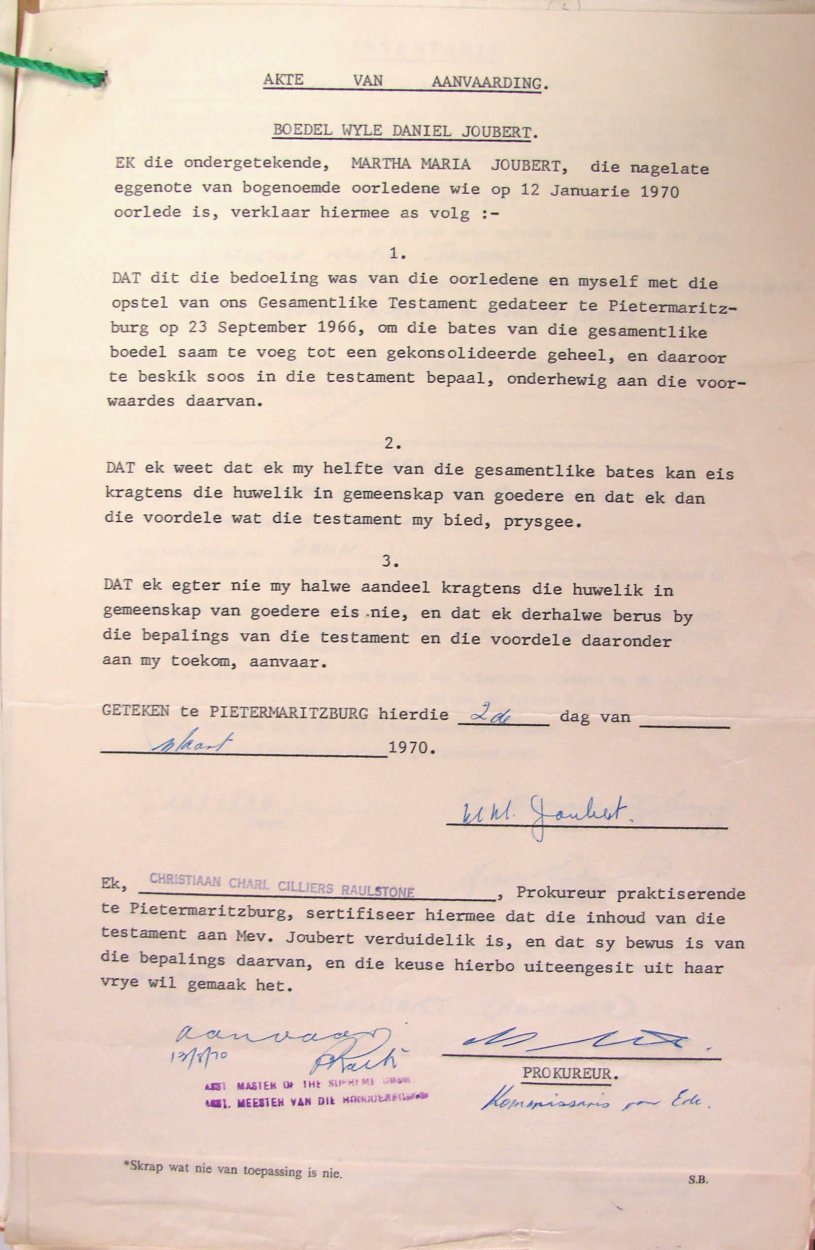 AKTE VAN AANVAARDING.
BOEDEL WYLE DANIEL JOUBERT.
EK die ondergetekende, MARTHA MARIA JOUBERT, die nagelate
eggenote van bogenoemde oorledene wie op 12 Januarie 1970
oorlede is, verklaar hiermee as volg :-
1.
DAT dit die bedoeling was van die oorledene en myself met die
opstel van ons Gesamentlike Testament gedateer te Pietermaritz-
burg op 23 September 1966, om die bates van die gesamentlike
boedel saam te voeg tot een gekonsolideerde geheel, en daaroor
te beskik soos in die testament bepaal, onderhewig aan die voor-
waardes daarvan.
2.
DAT ek weet dat ek my helfte van die gesamentlike bates kan eis
kragtens die huwelik in gemeenskap van goedere en dat ek dan
die voordele wat die testament my bied, prysgee.
3.
DAT ek egter nie my halwe aandeel kragtens die huwelik in
gemeenskap van goedere eis nie, en dat ek derhalwe berus by
die bepalings van die testament en die voordele daaronder
aan my toekom, aanvaar.
GETEKEN te PIETERMARITZBURG hierdie 2de dag van
Maart 1970.
M.M. Joubert.
Ek, CHRISTIAAN CHARL CILLIERS RAULSTONE, Prokureur praktiserende
te Pietermaritzburg, sertifiseer hiermee dat die inhoud van die
testament aan Mev. Joubert verduidelik is, en dat sy bewus is van
die bepalings daarvan, en die keuse hierbo uiteengesit uit haar
vrye wil gemaak het.
aanvaar
ASST. MASTER OF THE SUPREME COURT
PROKUREUR.
ASST. MEESTER VAN DIE HOOGGEREGSHOF
Kommissaris van Ede.
*Skrap wat nie van toepassing is nie.
S.B.